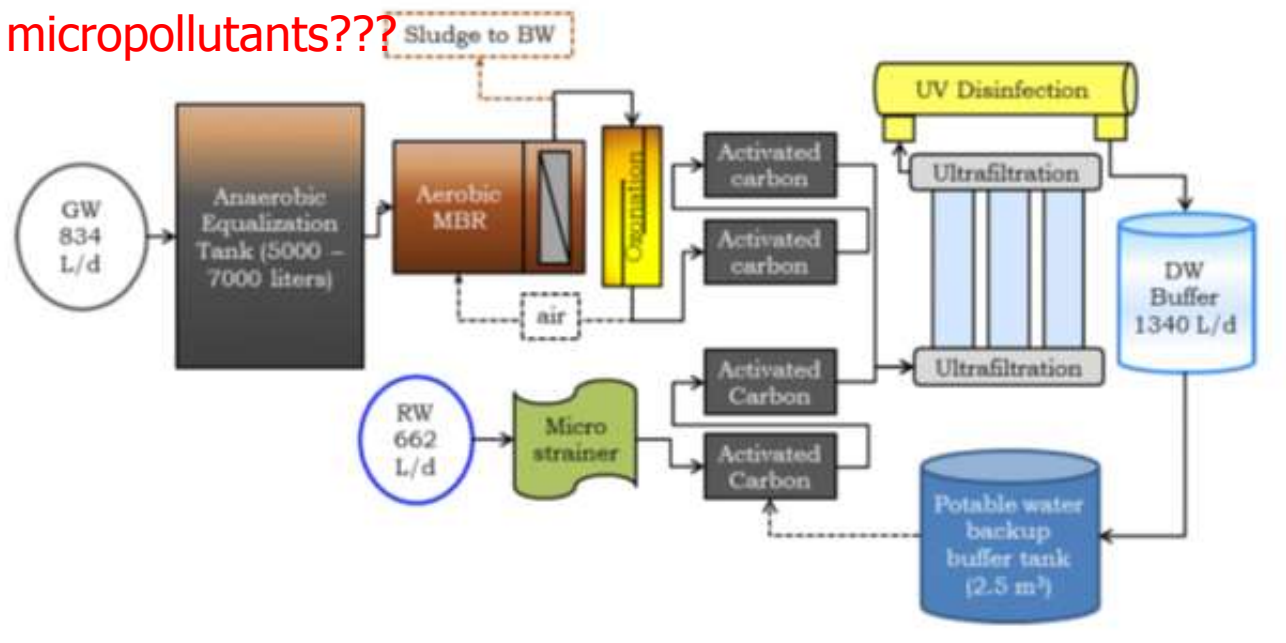 micropollutants???
Sludge to BW
UV Disinfection
GW
834
L/d
Anaerobic
Equalization
Tank (5000 –
7000 liters)
Aerobic
MBR
Ozonation
air
Activated
carbon
Activated
carbon
Ultrafiltration
Ultrafiltration
DW
Buffer
1340 L/d
RW
662
L/d
Micro
strainer
Activated
Carbon
Activated
Carbon
Potable water
backup
buffer tank
(2.5 m³)